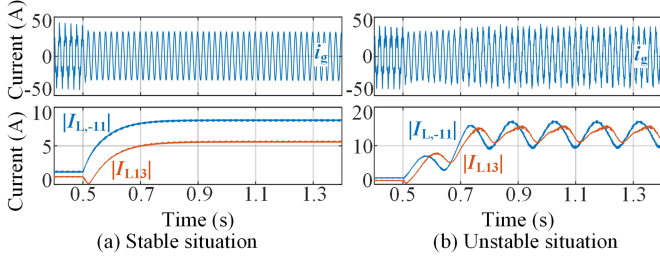 Current (A)
50
0
-50
i_g
50
0
-50
i_g
Current (A)
10
5
0
|I_L,-11|
|I_L13|
0.5 0.7 0.9 1.1 1.3
Time (s)
20
10
0
|I_L,-11|
|I_L13|
0.5 0.7 0.9 1.1 1.3
Time (s)
(a) Stable situation
(b) Unstable situation